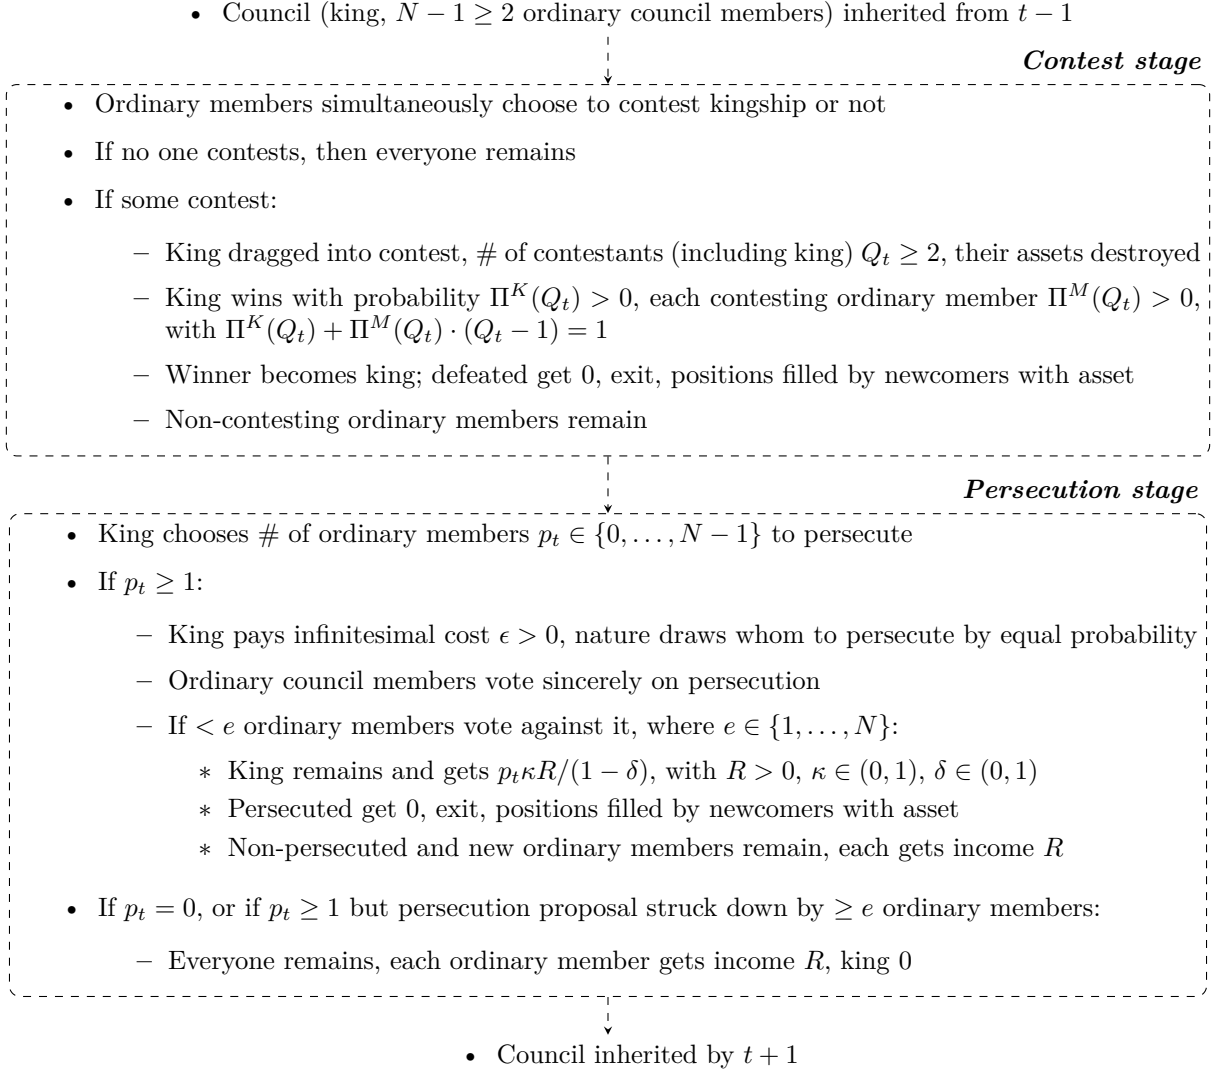 • Council (king, N − 1 ≥ 2 ordinary council members) inherited from t − 1
Contest stage
• Ordinary members simultaneously choose to contest kingship or not
• If no one contests, then everyone remains
• If some contest:
– King dragged into contest, # of contestants (including king) Q_t ≥ 2, their assets destroyed
– King wins with probability Π^K(Q_t) > 0, each contesting ordinary member Π^M(Q_t) > 0,
with Π^K(Q_t) + Π^M(Q_t) · (Q_t − 1) = 1
– Winner becomes king; defeated get 0, exit, positions filled by newcomers with asset
– Non-contesting ordinary members remain
Persecution stage
• King chooses # of ordinary members p_t ∈ {0, . . . , N − 1} to persecute
• If p_t ≥ 1:
– King pays infinitesimal cost ϵ > 0, nature draws whom to persecute by equal probability
– Ordinary council members vote sincerely on persecution
– If < e ordinary members vote against it, where e ∈ {1, . . . , N}:
∗ King remains and gets p_tκR/(1 − δ), with R > 0, κ ∈ (0, 1), δ ∈ (0, 1)
∗ Persecuted get 0, exit, positions filled by newcomers with asset
∗ Non-persecuted and new ordinary members remain, each gets income R
• If p_t = 0, or if p_t ≥ 1 but persecution proposal struck down by ≥ e ordinary members:
– Everyone remains, each ordinary member gets income R, king 0
• Council inherited by t + 1